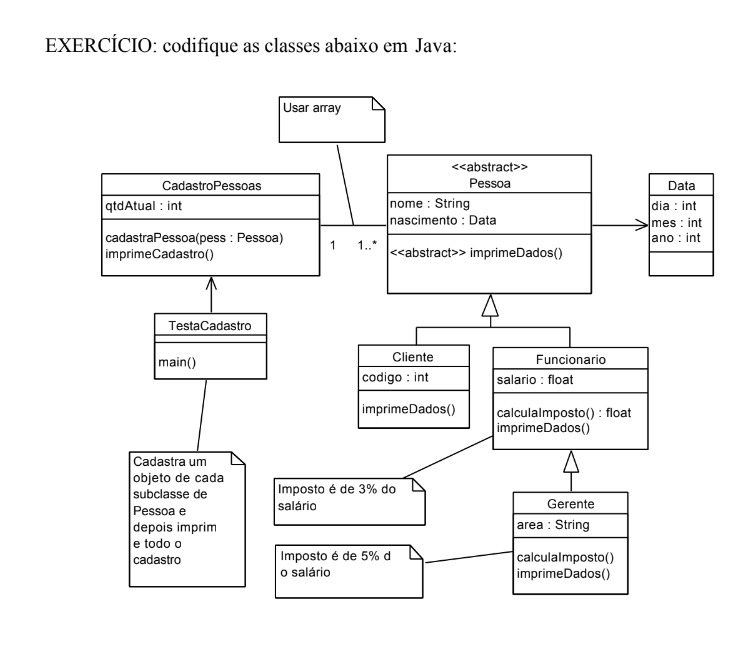 EXERCÍCIO: codifique as classes abaixo em Java:
Usar array
CadastroPessoas
qtdAtual : int
cadastraPessoa(pess : Pessoa)
imprimeCadastro()
1
1..*
<<abstract>>
Pessoa
nome : String
nascimento : Data
<<abstract>> imprimeDados()
Data
dia : int
mes : int
ano : int
TestaCadastro
main()
Cliente
codigo : int
imprimeDados()
Funcionario
salario : float
calculaImposto() : float
imprimeDados()
Cadastra um
objeto de cada
subclasse de
Pessoa e
depois imprim
e todo o
cadastro
Imposto é de 3% do
salário
Gerente
area : String
calculaImposto()
imprimeDados()
Imposto é de 5% d
o salário